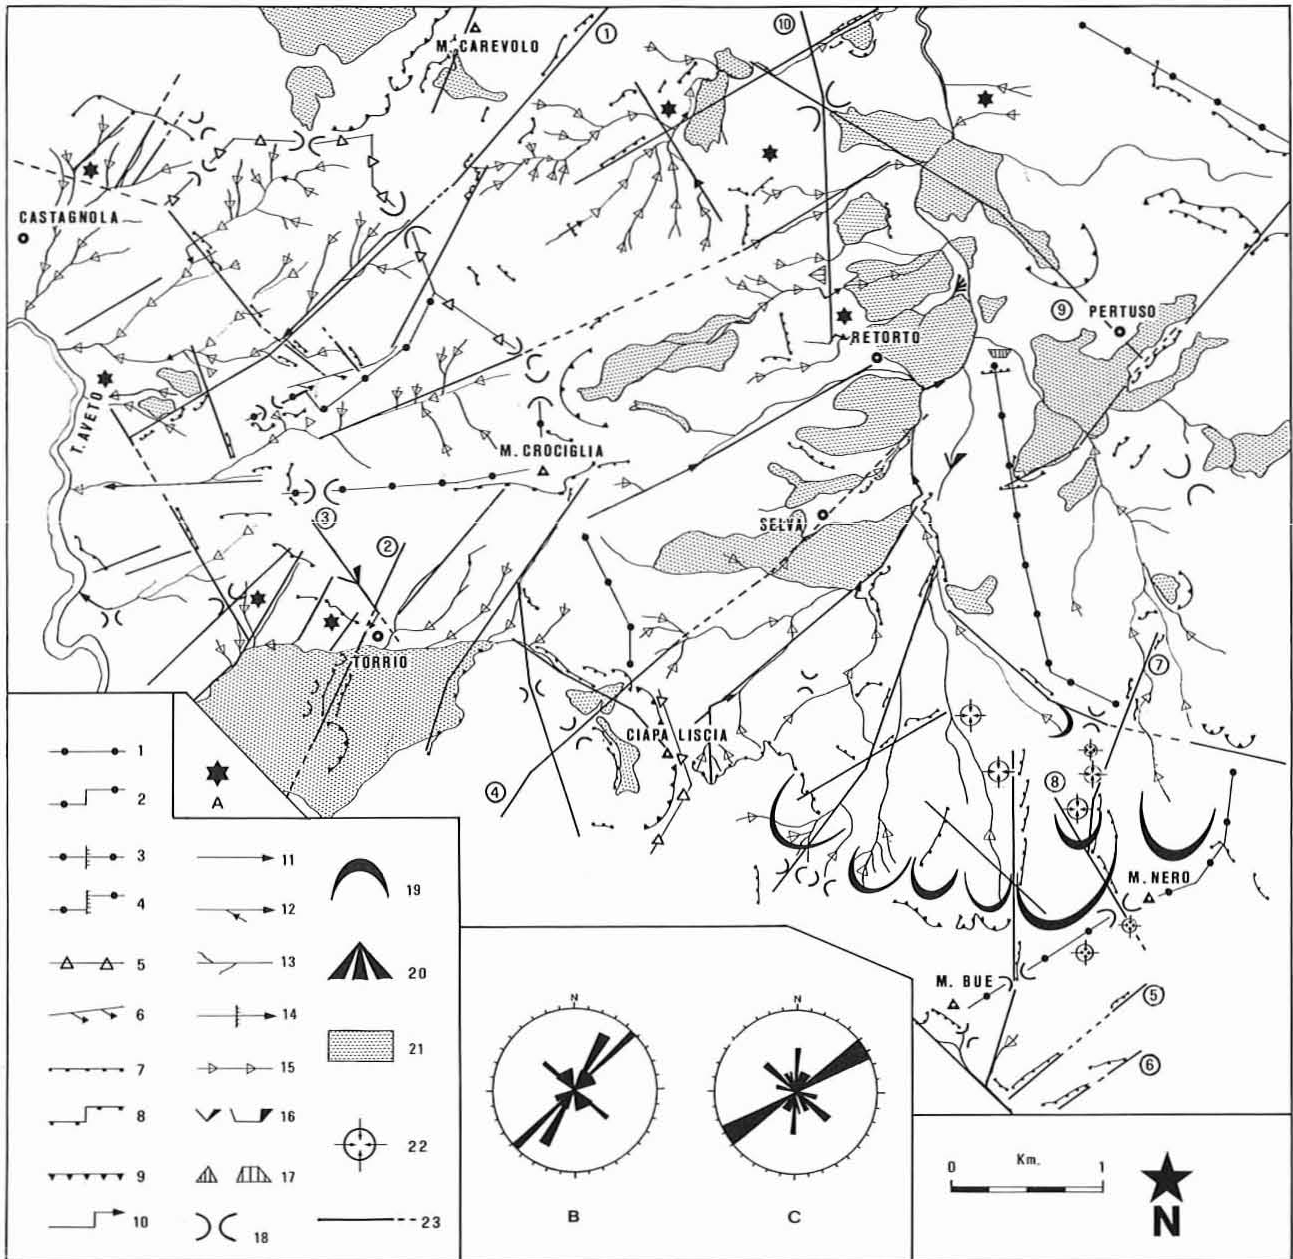 M. CAREVOLO
1
10
CASTAGNOLA
9
PERTUSO
RETORTO
T. AVETO
M. CROCIGLIA
3
SELVA
2
TORRIO
7
CIAPA LISCIA
4
8
M. NERO
M. BUE
5
6
A
1
2
3
4
5
6
7
8
9
10
11
12
13
14
15
16
17
18
19
20
21
22
23
N
B
N
C
0 Km. 1
N